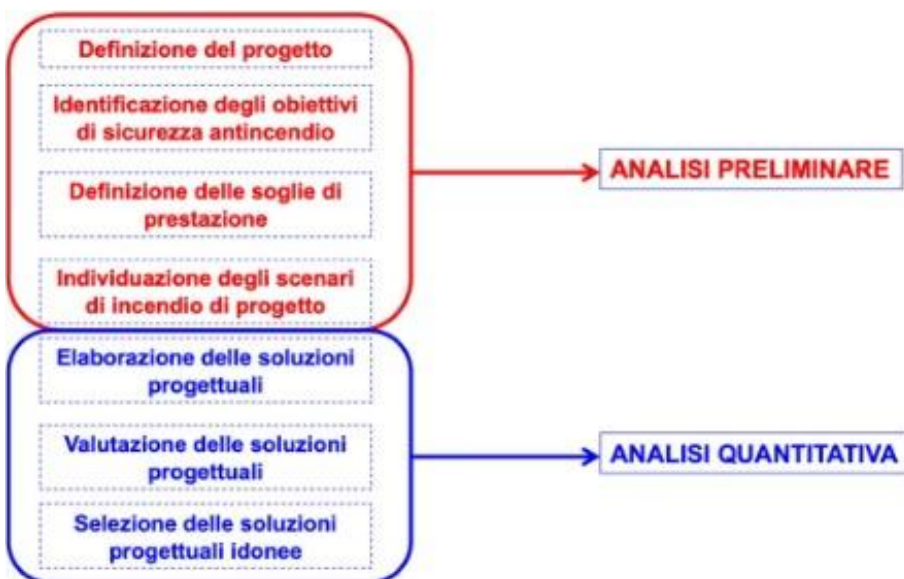 Definizione del progetto
Identificazione degli obiettivi
di sicurezza antincendio
Definizione delle soglie di
prestazione
Individuazione degli scenari
di incendio di progetto
ANALISI PRELIMINARE
Elaborazione delle soluzioni
progettuali
Valutazione delle soluzioni
progettuali
Selezione delle soluzioni
progettuali idonee
ANALISI QUANTITATIVA